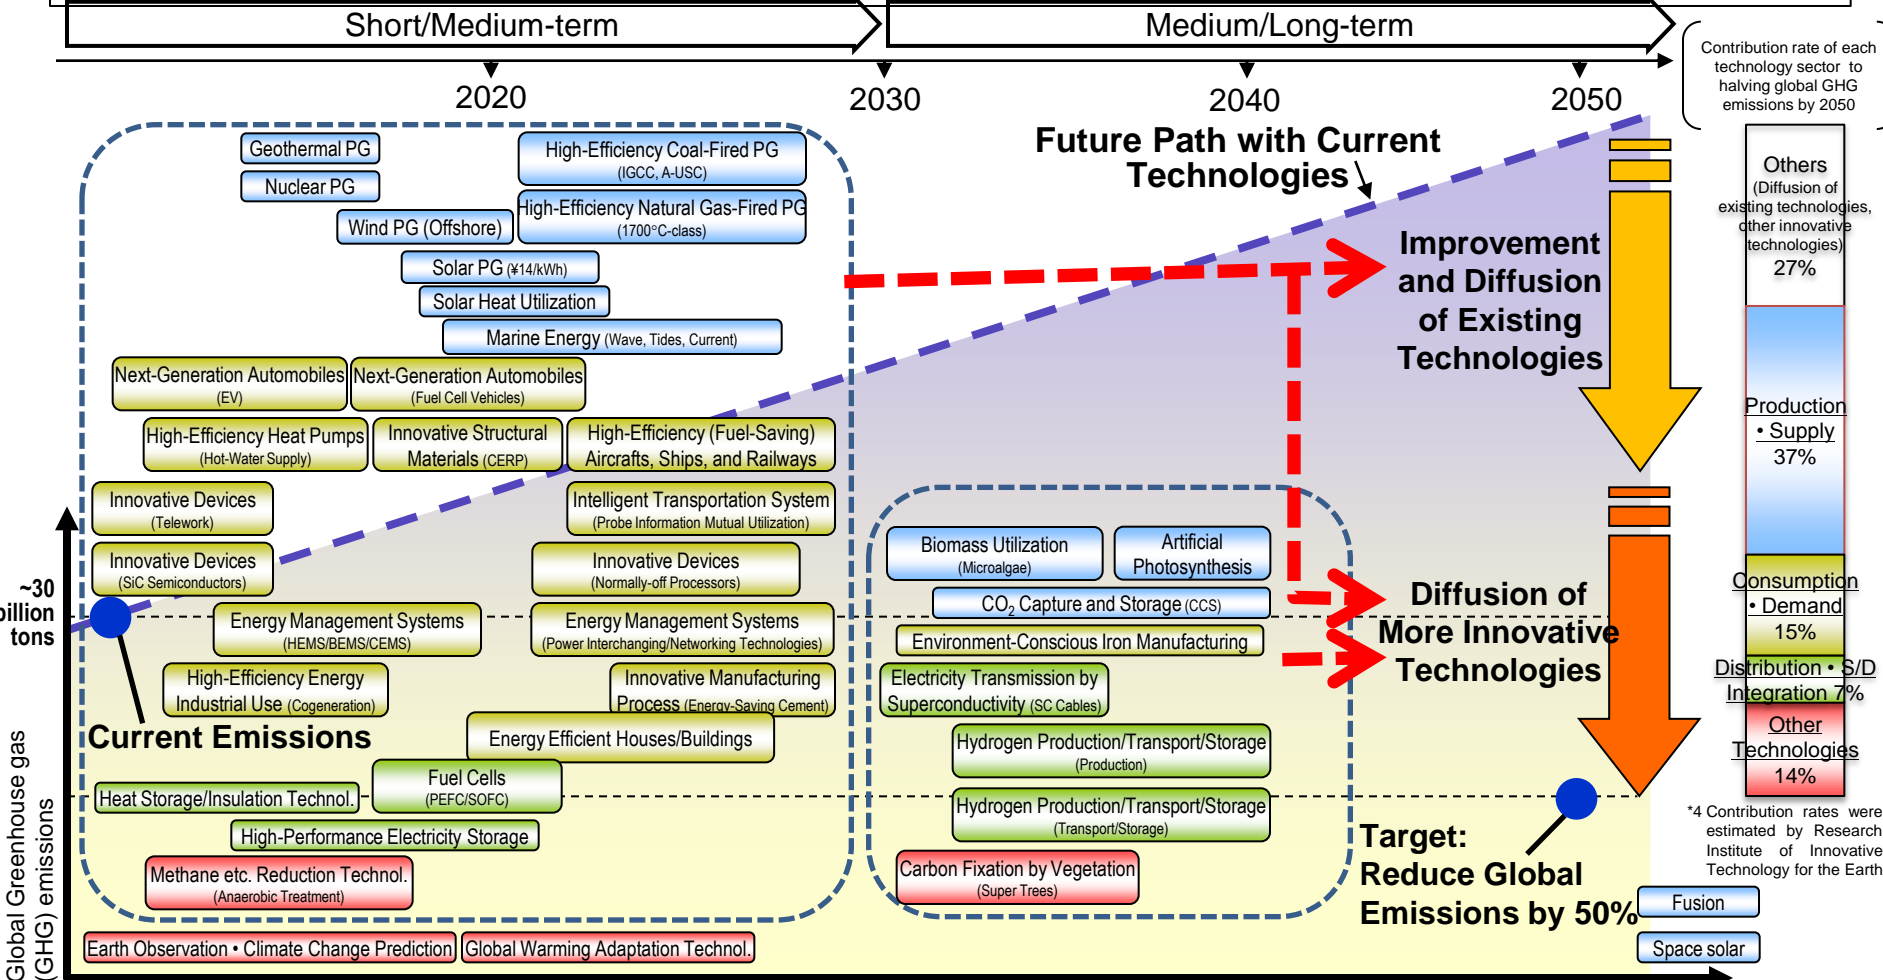 Short/Medium-term
Medium/Long-term
2020
2030
2040
2050
Contribution rate of each
technology sector to
halving global GHG
emissions by 2050
Geothermal PG
Nuclear PG
Wind PG (Offshore)
High-Efficiency Coal-Fired PG
(IGCC, A-USC)
High-Efficiency Natural Gas-Fired PG
(1700°C-class)
Solar PG (¥14/kWh)
Solar Heat Utilization
Marine Energy (Wave, Tides, Current)
Next-Generation Automobiles
(EV)
Next-Generation Automobiles
(Fuel Cell Vehicles)
High-Efficiency Heat Pumps
(Hot-Water Supply)
Innovative Structural
Materials (CERP)
High-Efficiency (Fuel-Saving)
Aircrafts, Ships, and Railways
Innovative Devices
(Telework)
Intelligent Transportation System
(Probe Information Mutual Utilization)
Innovative Devices
(SiC Semiconductors)
Innovative Devices
(Normally-off Processors)
Energy Management Systems
(HEMS/BEMS/CEMS)
Energy Management Systems
(Power Interchanging/Networking Technologies)
High-Efficiency Energy
Industrial Use (Cogeneration)
Innovative Manufacturing
Process (Energy-Saving Cement)
Energy Efficient Houses/Buildings
Fuel Cells
(PEFC/SOFC)
Heat Storage/Insulation Technol.
High-Performance Electricity Storage
Methane etc. Reduction Technol.
(Anaerobic Treatment)
Earth Observation • Climate Change Prediction
Global Warming Adaptation Technol.
~30
billion
tons
Global Greenhouse gas
(GHG) emissions
Current Emissions
Future Path with Current
Technologies
Improvement
and Diffusion
of Existing
Technologies
Biomass Utilization
(Microalgae)
Artificial
Photosynthesis
CO2 Capture and Storage (CCS)
Environment-Conscious Iron Manufacturing
Electricity Transmission by
Superconductivity (SC Cables)
Hydrogen Production/Transport/Storage
(Production)
Hydrogen Production/Transport/Storage
(Transport/Storage)
Carbon Fixation by Vegetation
(Super Trees)
Diffusion of
More Innovative
Technologies
Target:
Reduce Global
Emissions by 50%
Others
(Diffusion of
existing technologies,
other innovative
technologies)
27%
Production
• Supply
37%
Consumption
• Demand
15%
Distribution • S/D
Integration 7%
Other
Technologies
14%
*4 Contribution rates were
estimated by Research
Institute of Innovative
Technology for the Earth
Fusion
Space solar